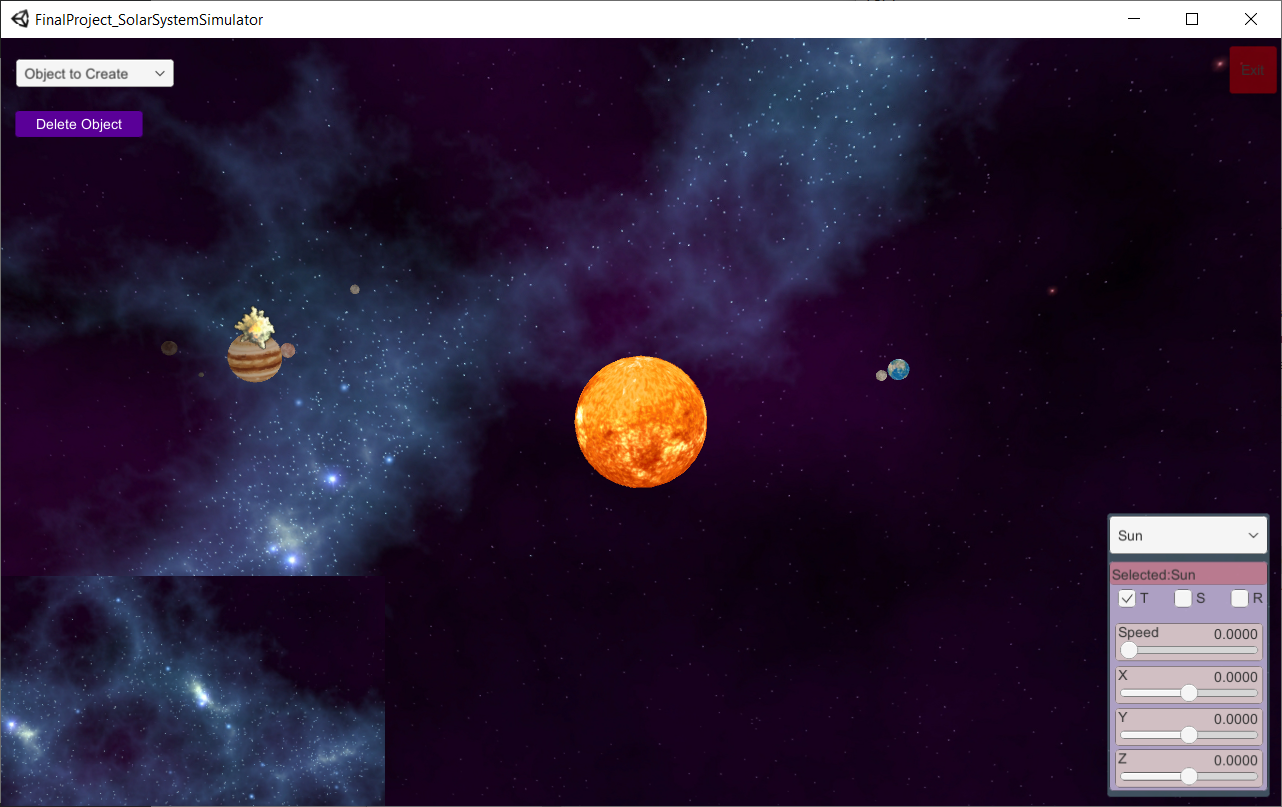 FinalProject_SolarSystemSimulator
Object to Create
Exit
Delete Object
Sun
Selected:Sun
T S R
Speed 0.0000
X 0.0000
Y 0.0000
Z 0.0000